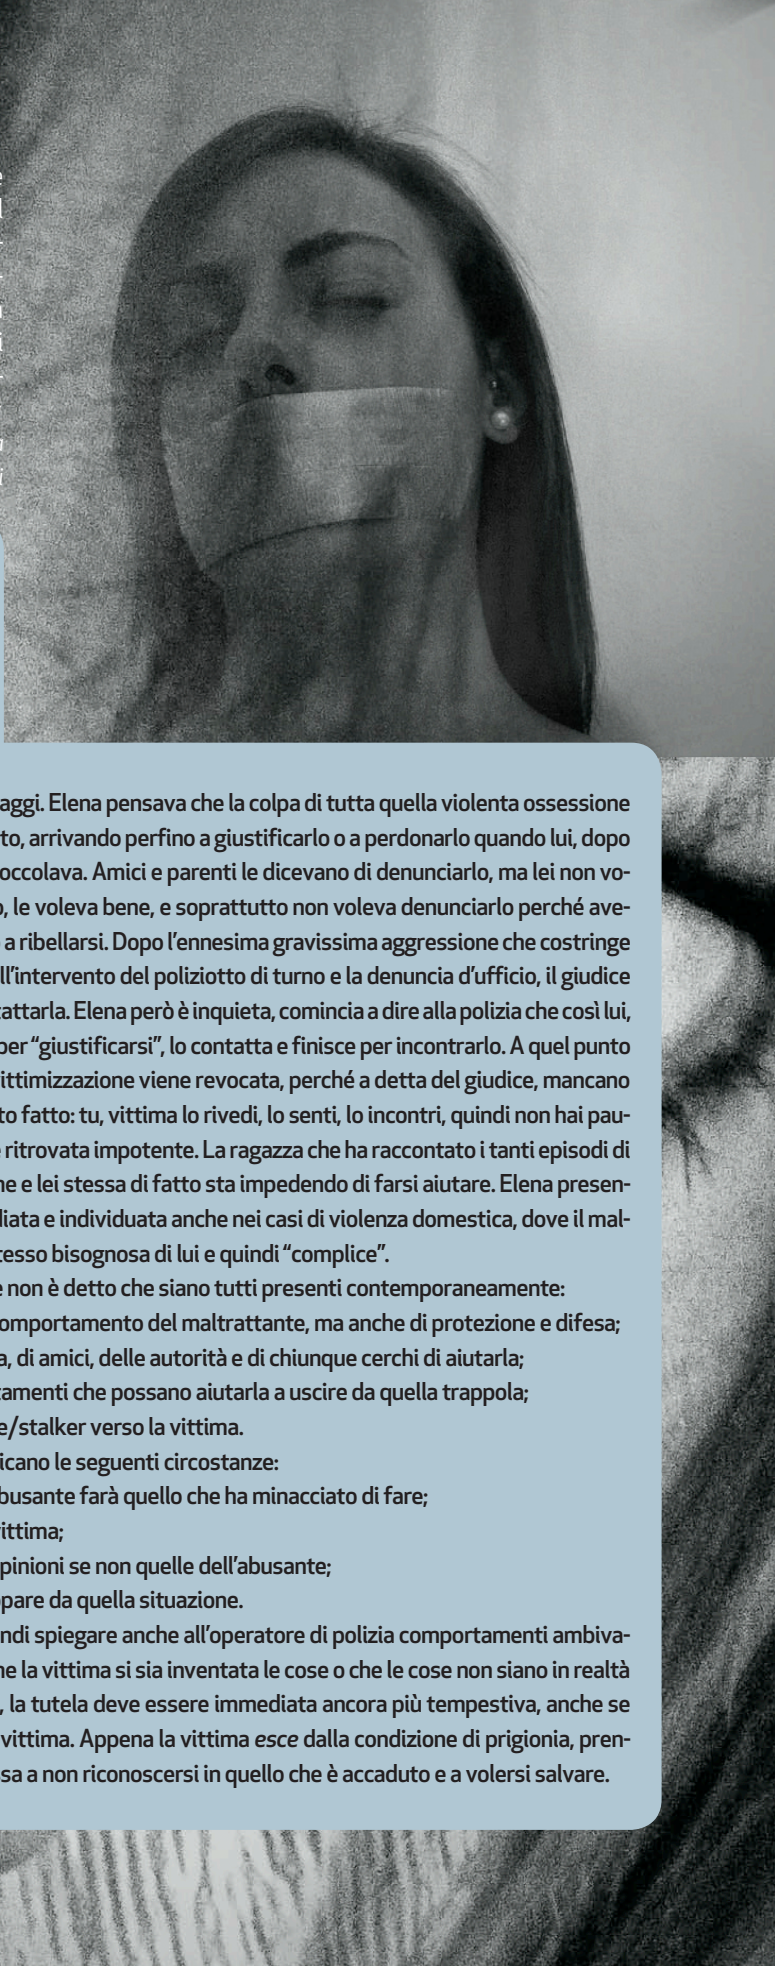 aggi. Elena pensava che la colpa di tutta quella violenta ossessione
to, arrivando perfino a giustificarlo o a perdonarlo quando lui, dopo
occolava. Amici e parenti le dicevano di denunciarlo, ma lei non vo-
o, le voleva bene, e soprattutto non voleva denunciarlo perché ave-
a ribellarsi. Dopo l’ennesima gravissima aggressione che costringe
ll’intervento del poliziotto di turno e la denuncia d’ufficio, il giudice
tattarla. Elena però è inquieta, comincia a dire alla polizia che così lui,
per “giustificarsi”, lo contatta e finisce per incontrarlo. A quel punto
ittimizzazione viene revocata, perché a detta del giudice, mancano
to fatto: tu, vittima lo rivedi, lo senti, lo incontri, quindi non hai pau-
e ritrovata impotente. La ragazza che ha raccontato i tanti episodi di
ne e lei stessa di fatto sta impedendo di farsi aiutare. Elena presen-
diata e individuata anche nei casi di violenza domestica, dove il mal-
tesso bisognosa di lui e quindi “complice”.
e non è detto che siano tutti presenti contemporaneamente:
omportamento del maltrattante, ma anche di protezione e difesa;
a, di amici, delle autorità e di chiunque cerchi di aiutarla;
tamenti che possano aiutarla a uscire da quella trappola;
e/stalker verso la vittima.
icano le seguenti circostanze:
busante farà quello che ha minacciato di fare;
ittima;
pinioni se non quelle dell’abusante;
ppare da quella situazione.
ndi spiegare anche all’operatore di polizia comportamenti ambiva-
he la vittima si sia inventata le cose o che le cose non siano in realtà
, la tutela deve essere immediata ancora più tempestiva, anche se
vittima. Appena la vittima esce dalla condizione di prigionia, pren-
sa a non riconoscersi in quello che è accaduto e a volersi salvare.